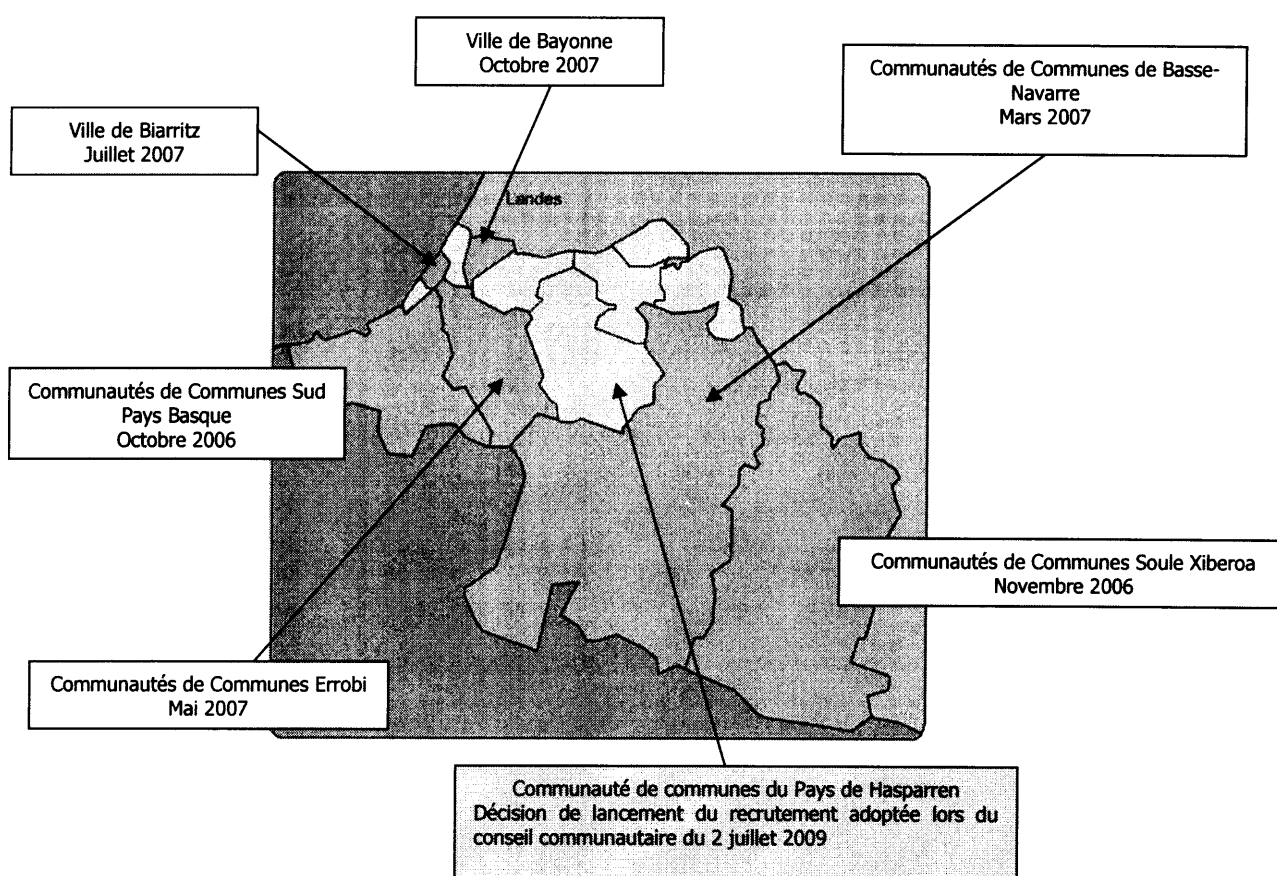 Ville de Bayonne
Octobre 2007
Communautés de Communes de Basse-
Navarre
Mars 2007
Ville de Biarritz
Juillet 2007
Landes
Communautés de Communes Sud
Pays Basque
Octobre 2006
Communautés de Communes Soule Xiberoa
Novembre 2006
Communautés de Communes Errobi
Mai 2007
Communauté de communes du Pays de Hasparren
Décision de lancement du recrutement adoptée lors du
conseil communautaire du 2 juillet 2009